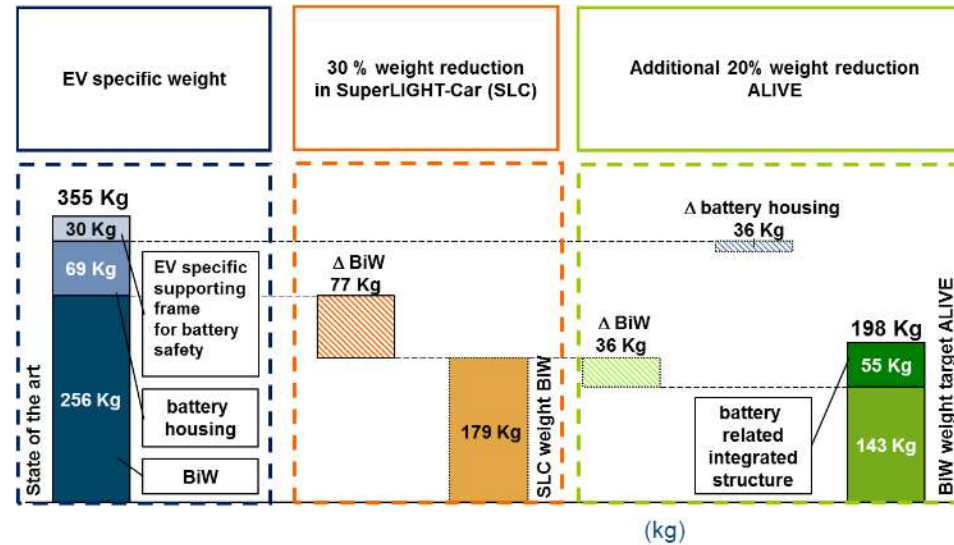 EV specific weight
30 % weight reduction
in SuperLIGHT-Car (SLC)
Additional 20% weight reduction
ALIVE
State of the art
355 Kg
30 Kg
69 Kg
256 Kg
EV specific
supporting
frame
for battery
safety
battery
housing
BiW
Δ BiW
77 Kg
179 Kg
SLC weight BiW
Δ battery housing
36 Kg
Δ BiW
36 Kg
battery
related
integrated
structure
198 Kg
55 Kg
143 Kg
BiW weight target ALIVE
(kg)